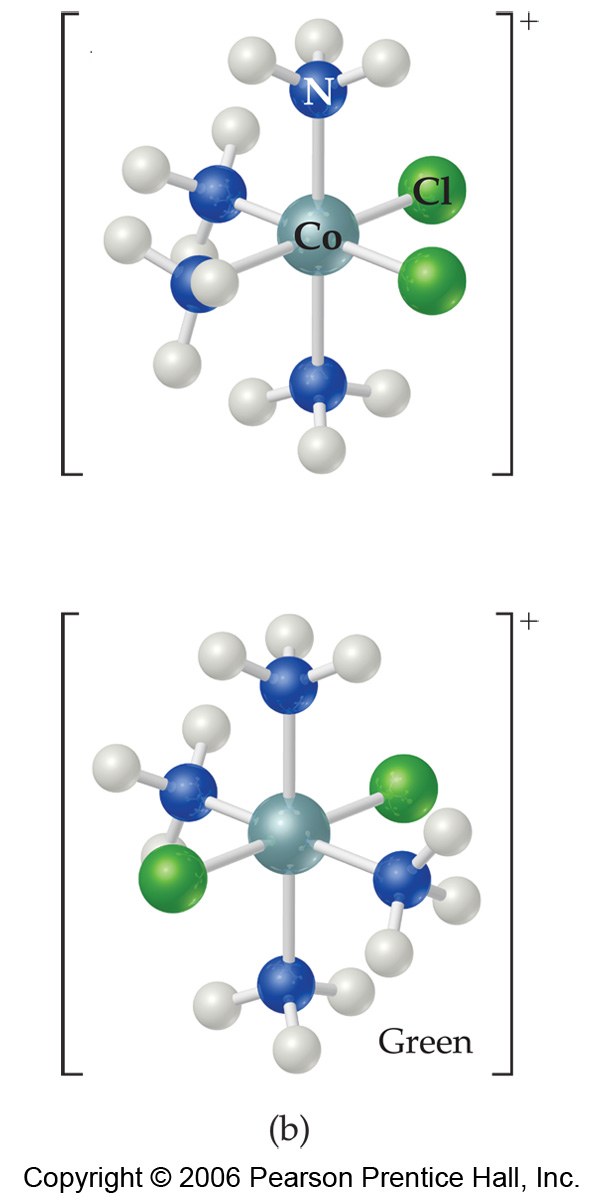 +
N
Cl
Co
+
Green
(b)
Copyright © 2006 Pearson Prentice Hall, Inc.